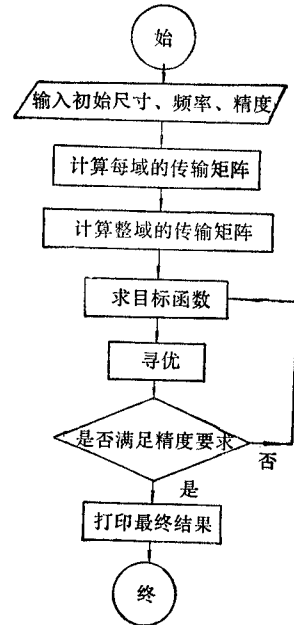 始
输入初始尺寸、频率、精度
计算每域的传输矩阵
计算整域的传输矩阵
求目标函数
寻优
是否满足精度要求
否
是
打印最终结果
终